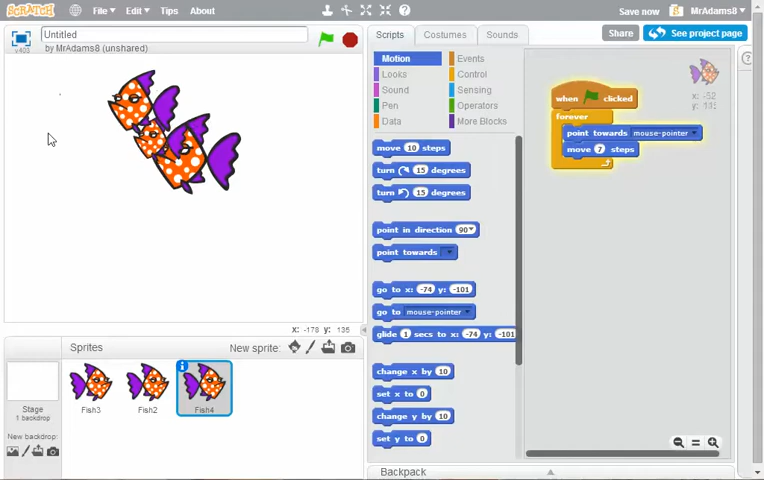 SCRATCH File Edit Tips About Save now MrAdams8
Untitled
by MrAdams8 (unshared)
v403
Scripts Costumes Sounds
Share See project page
?
Motion Events
Looks Control
Sound Sensing
Pen Operators
Data More Blocks
move 10 steps
turn 15 degrees
turn 15 degrees
point in direction 90
point towards
go to x: -74 y: -101
go to mouse-pointer
glide 1 secs to x: -74 y: -101
change x by 10
set x to 0
change y by 10
set y to 0
when clicked
forever
point towards mouse-pointer
move 7 steps
x: -52
x: -178 y: 135
Sprites New sprite:
Stage
1 backdrop
New backdrop:
Fish3 Fish2 Fish4
Backpack